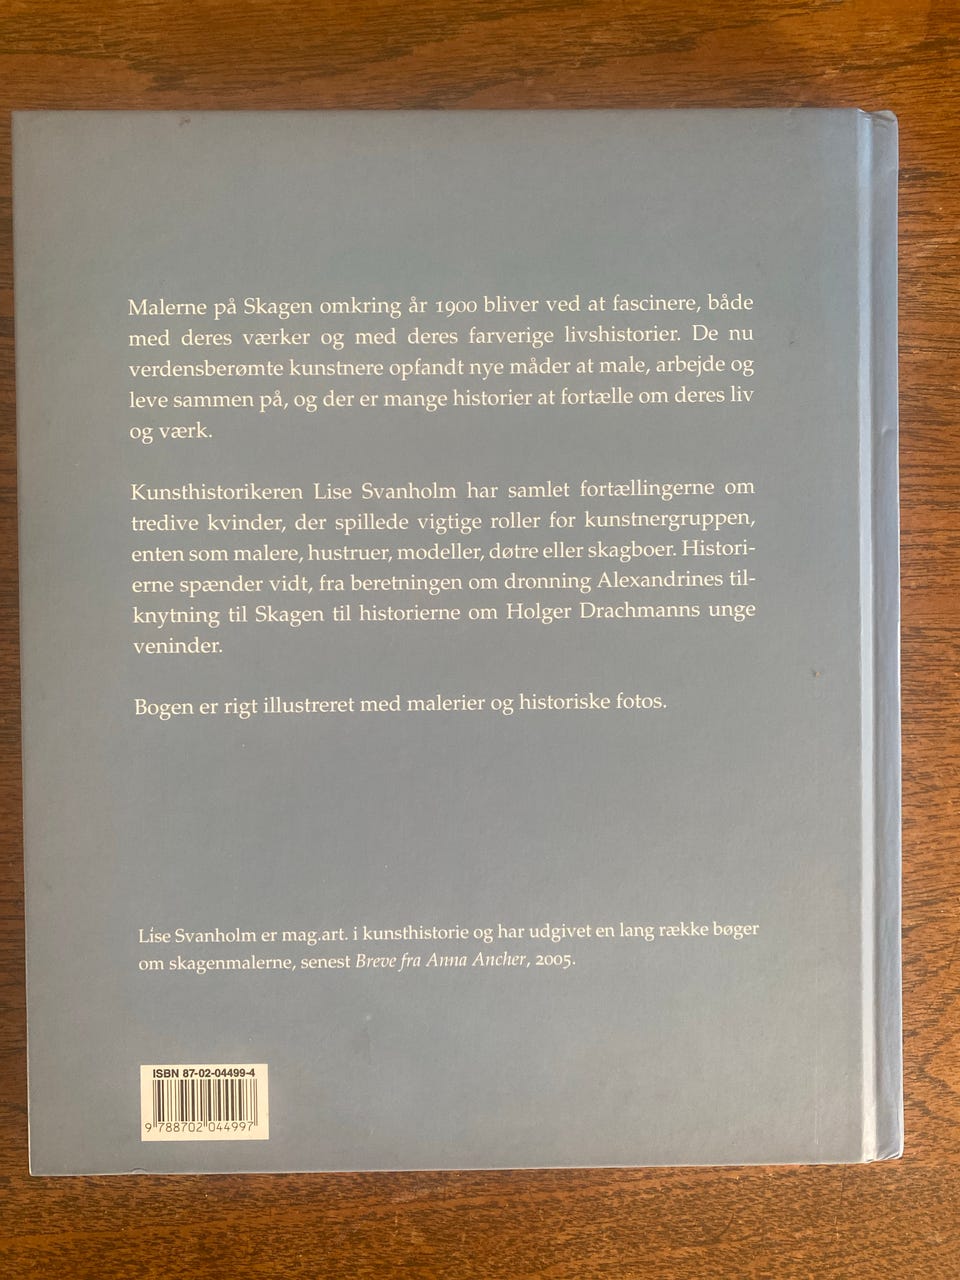 Malerne på Skagen omkring år 1900 bliver ved at fascinere, både
med deres værker og med deres farverige livshistorier. De nu
verdensberømte kunstnere opfandt nye måder at male, arbejde og
leve sammen på, og der er mange historier at fortælle om deres liv
og værk.
Kunsthistorikeren Lise Svanholm har samlet fortællingerne om
tredive kvinder, der spillede vigtige roller for kunstnergruppen,
enten som malere, hustruer, modeller, døtre eller skagboer. Histori-
erne spænder vidt, fra beretningen om dronning Alexandrines til-
knytning til Skagen til historierne om Holger Drachmanns unge
veninder.
Bogen er rigt illustreret med malerier og historiske fotos.
Lise Svanholm er mag.art. i kunsthistorie og har udgivet en lang række bøger
om skagenmalerne, senest Breve fra Anna Ancher, 2005.
ISBN 87-02-04499-4
9 788702 044997